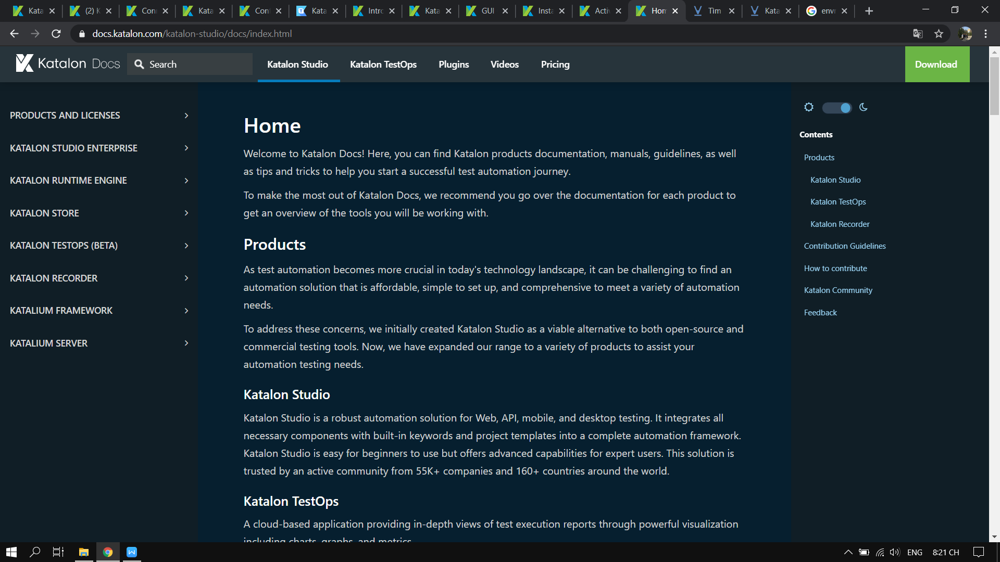 Kata
(2) K
Con
Kata
Con
Kata
Intro
Kata
GUI
Insta
Activ
Hom
Tìm
Kata
envr
docs.katalon.com/katalon-studio/docs/index.html
Katalon Docs
Search
Katalon Studio
Katalon TestOps
Plugins
Videos
Pricing
Download
PRODUCTS AND LICENSES
KATALON STUDIO ENTERPRISE
KATALON RUNTIME ENGINE
KATALON STORE
KATALON TESTOPS (BETA)
KATALON RECORDER
KATALIUM FRAMEWORK
KATALIUM SERVER
Home
Welcome to Katalon Docs! Here, you can find Katalon products documentation, manuals, guidelines, as well
as tips and tricks to help you start a successful test automation journey.
To make the most out of Katalon Docs, we recommend you go over the documentation for each product to
get an overview of the tools you will be working with.
Products
As test automation becomes more crucial in today's technology landscape, it can be challenging to find an
automation solution that is affordable, simple to set up, and comprehensive to meet a variety of automation
needs.
To address these concerns, we initially created Katalon Studio as a viable alternative to both open-source and
commercial testing tools. Now, we have expanded our range to a variety of products to assist your
automation testing needs.
Katalon Studio
Katalon Studio is a robust automation solution for Web, API, mobile, and desktop testing. It integrates all
necessary components with built-in keywords and project templates into a complete automation framework.
Katalon Studio is easy for beginners to use but offers advanced capabilities for expert users. This solution is
trusted by an active community from 55K+ companies and 160+ countries around the world.
Katalon TestOps
A cloud-based application providing in-depth views of test execution reports through powerful visualization
including charts, graphs, and metrics.
Contents
Products
Katalon Studio
Katalon TestOps
Katalon Recorder
Contribution Guidelines
How to contribute
Katalon Community
Feedback
ENG
8:21 CH